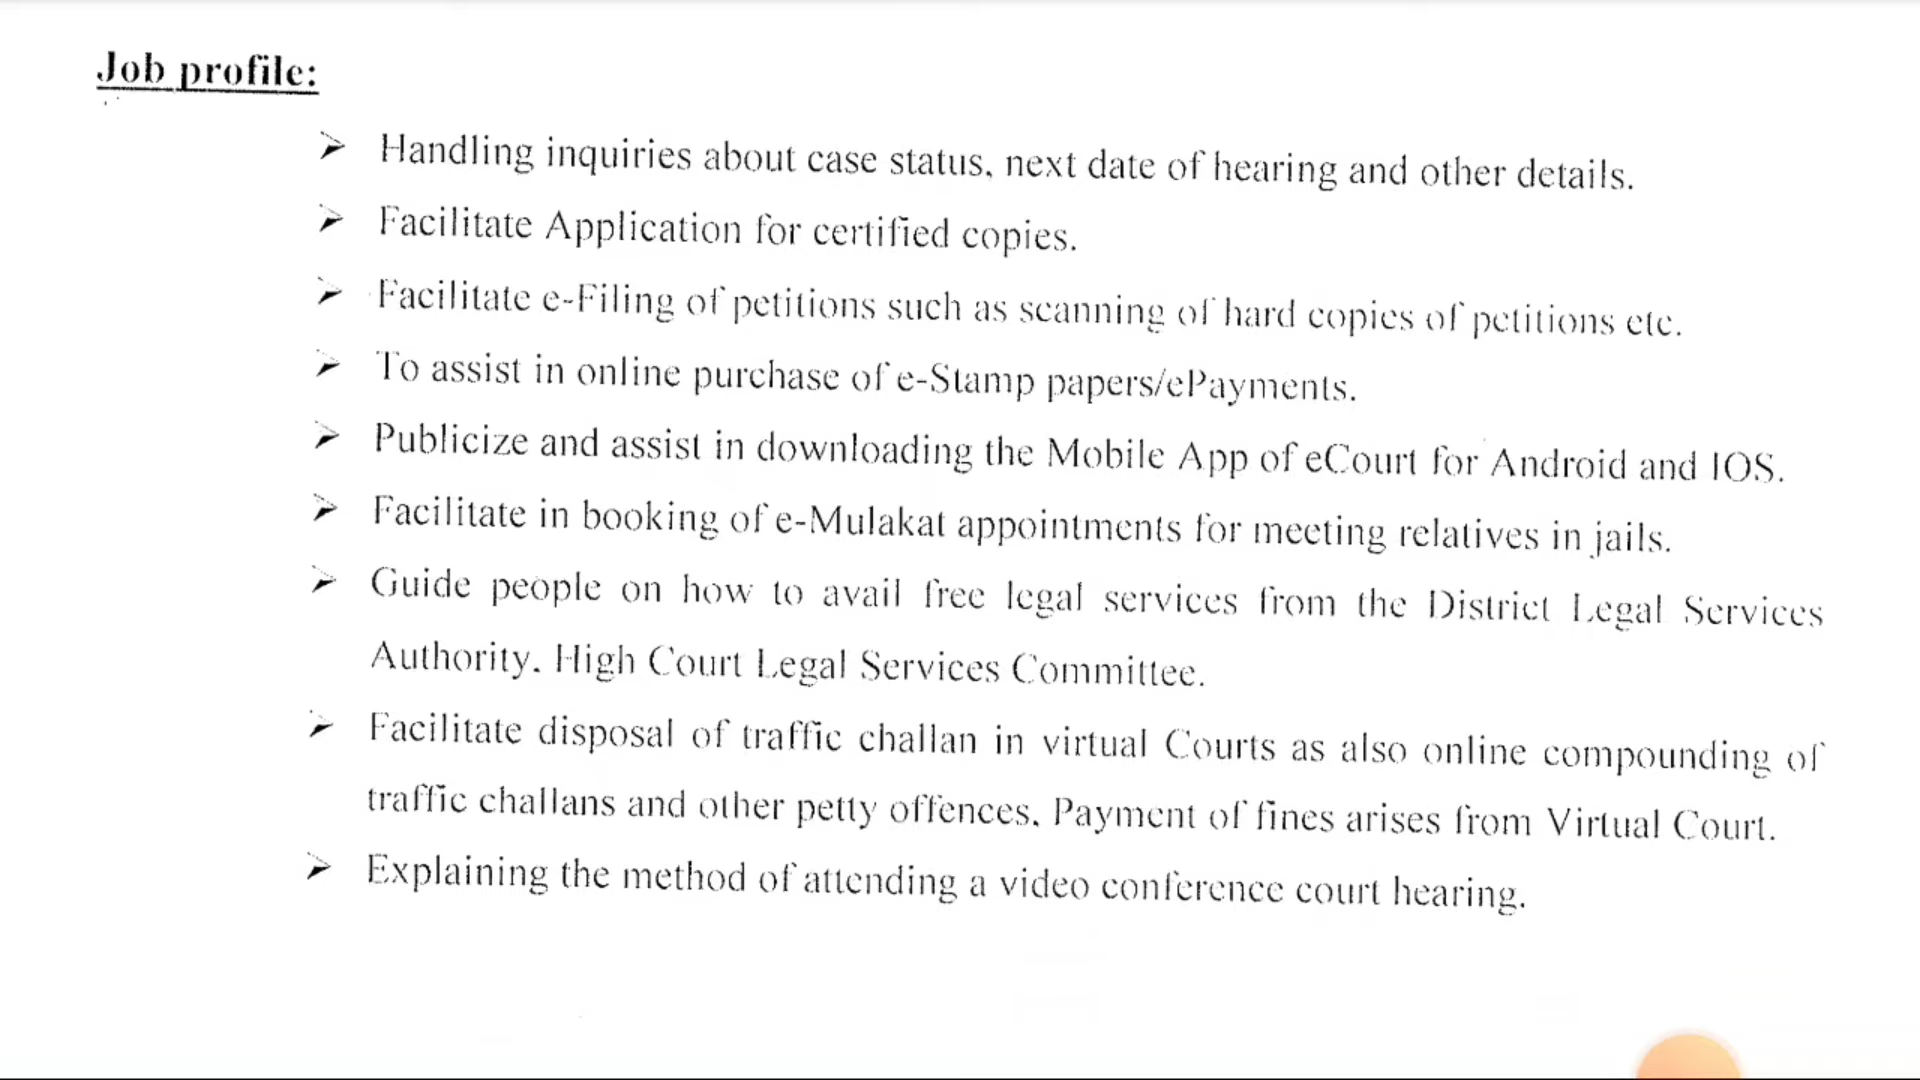 Job profile:
➢ Handling inquiries about case status, next date of hearing and other details.
➢ Facilitate Application for certified copies.
➢ Facilitate e-Filing of petitions such as scanning of hard copies of petitions etc.
➢ To assist in online purchase of e-Stamp papers/ePayments.
➢ Publicize and assist in downloading the Mobile App of eCourt for Android and IOS.
➢ Facilitate in booking of e-Mulakat appointments for meeting relatives in jails.
➢ Guide people on how to avail free legal services from the District Legal Services
Authority. High Court Legal Services Committee.
➢ Facilitate disposal of traffic challan in virtual Courts as also online compounding of
traffic challans and other petty offences. Payment of fines arises from Virtual Court.
➢ Explaining the method of attending a video conference court hearing.